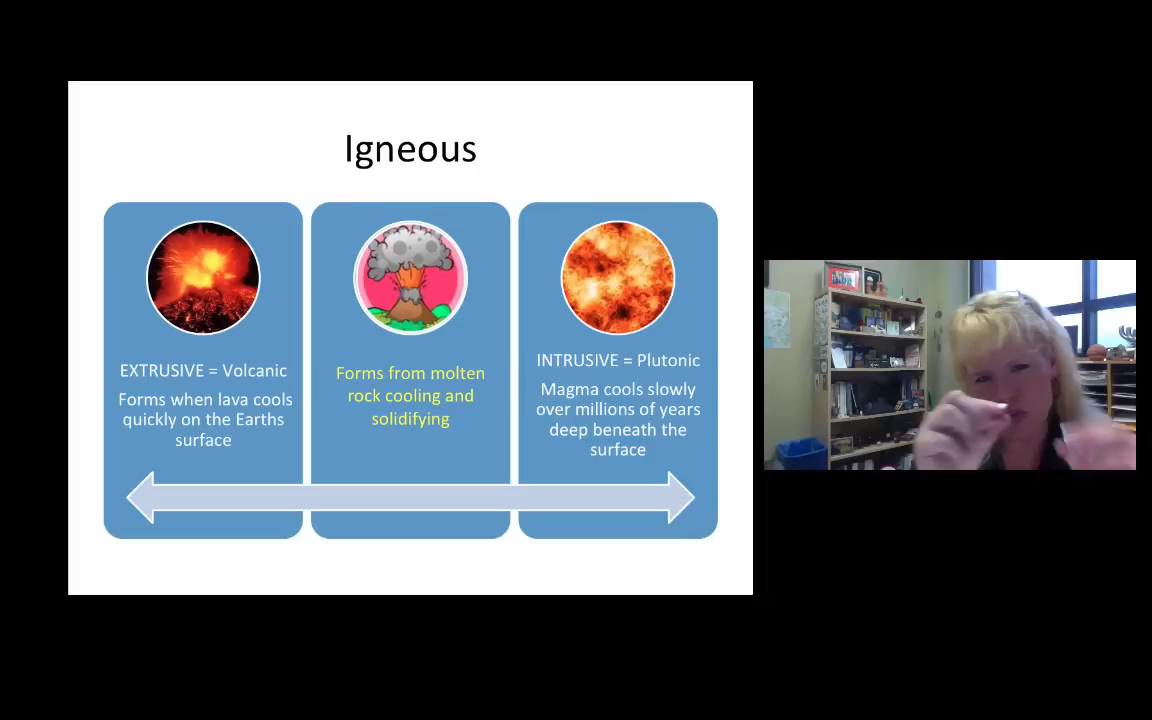 Igneous
EXTRUSIVE = Volcanic
Forms when lava cools
quickly on the Earths
surface
Forms from molten
rock cooling and
solidifying
INTRUSIVE = Plutonic
Magma cools slowly
over millions of years
deep beneath the
surface